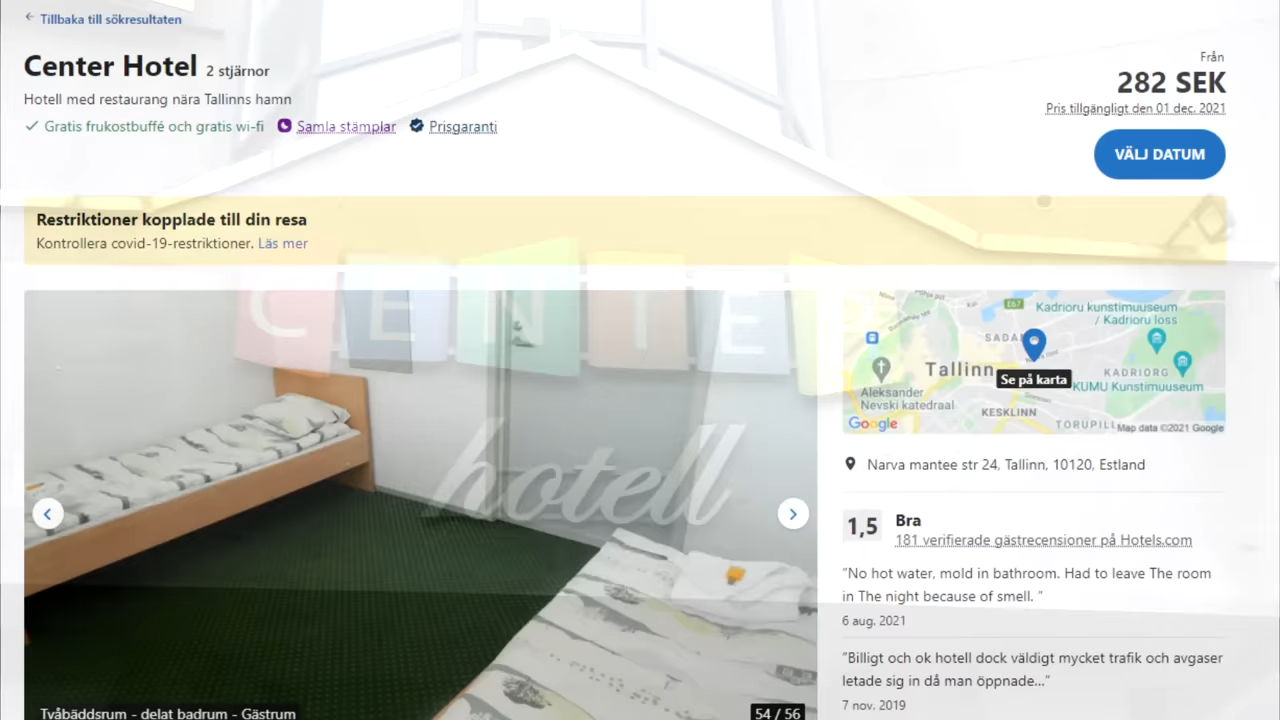 Tillbaka till sökresultaten
Center Hotel 2 stjärnor
Hotell med restaurang nära Tallinns hamn
Gratis frukostbuffé och gratis wi-fi Samla stämplar Prisgaranti
Från
282 SEK
Pris tillgängligt den 01 dec. 2021
VÄLJ DATUM
Restriktioner kopplade till din resa
Kontrollera covid-19-restriktioner. Läs mer
CENTE
hotell
Tvåbäddsrum - delat badrum - Gästrum
54 / 56
E67
Kadrioru kunstimuuseum
/ Kadrioru loss
SADA
Tallinn
Se på karta
KADRIORG
KUMU Kunstimuuseum
Aleksander
Nevski katedraal
KESKLINN
TORUPILL
Google
Map data ©2021 Google
Narva mantee str 24, Tallinn, 10120, Estland
1,5 Bra
181 verifierade gästrecensioner på Hotels.com
”No hot water, mold in bathroom. Had to leave The room
in The night because of smell. ”
6 aug. 2021
”Billigt och ok hotell dock väldigt mycket trafik och avgaser
letade sig in då man öppnade...”
7 nov. 2019